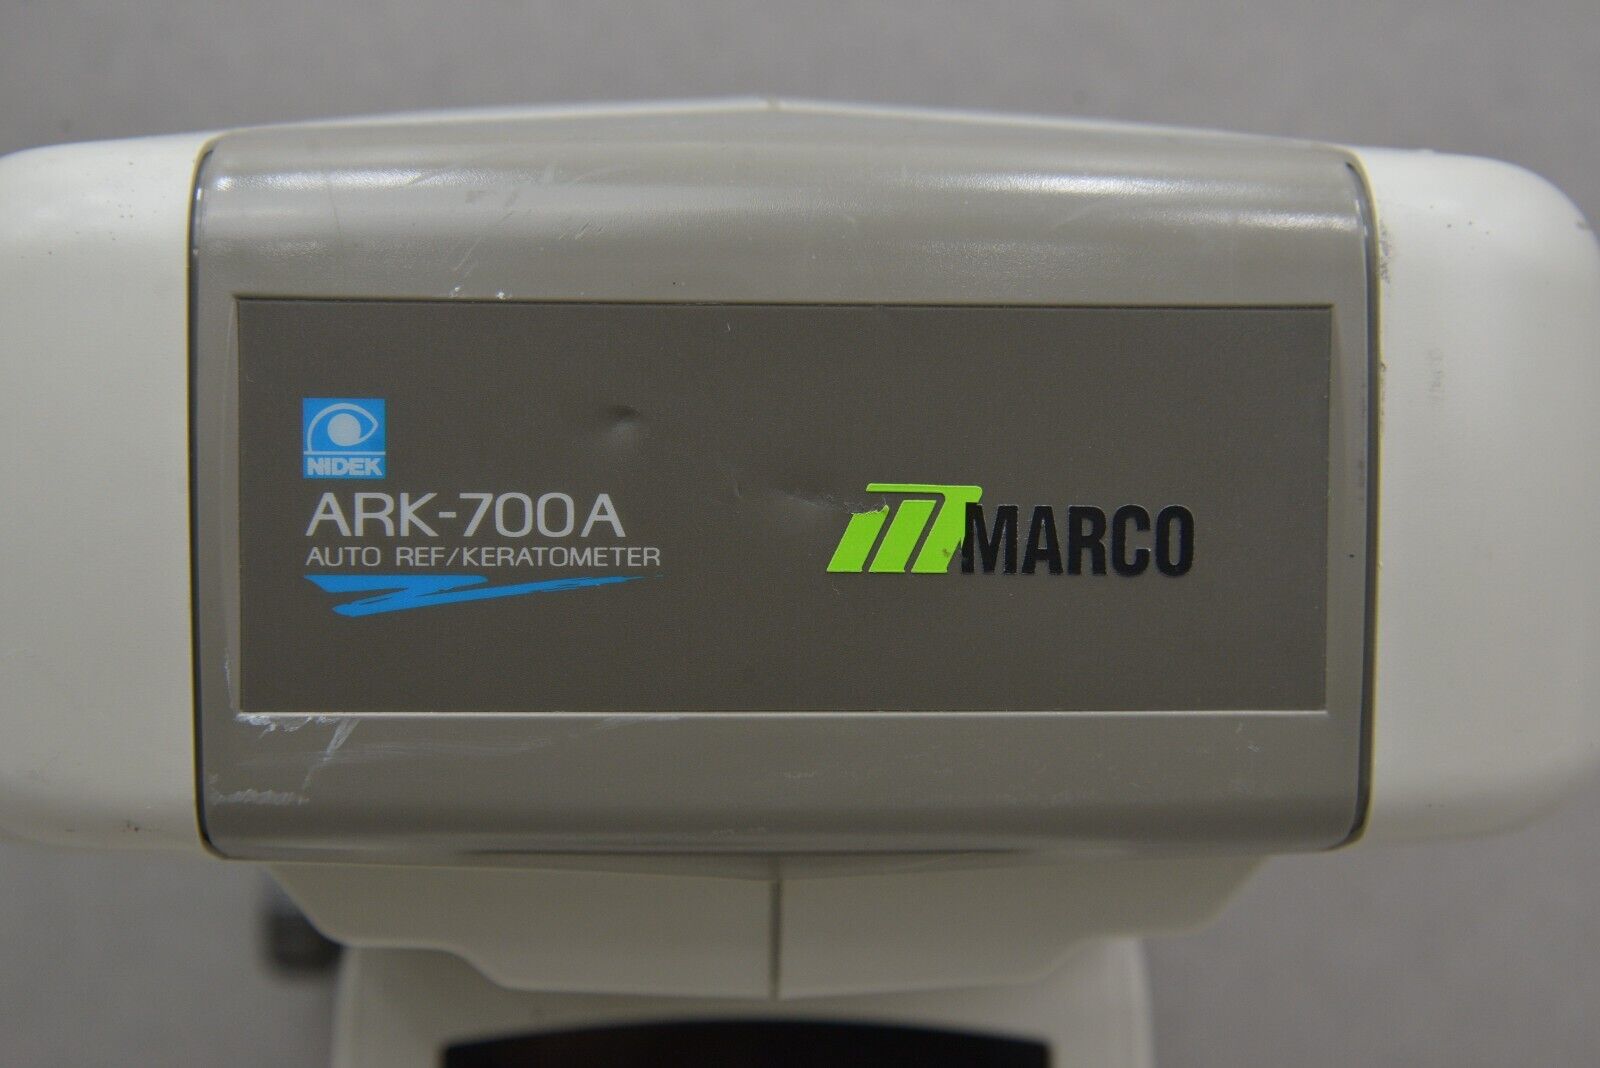 NIDEK
ARK-700A
AUTO REF/KERATOMETER
MARCO